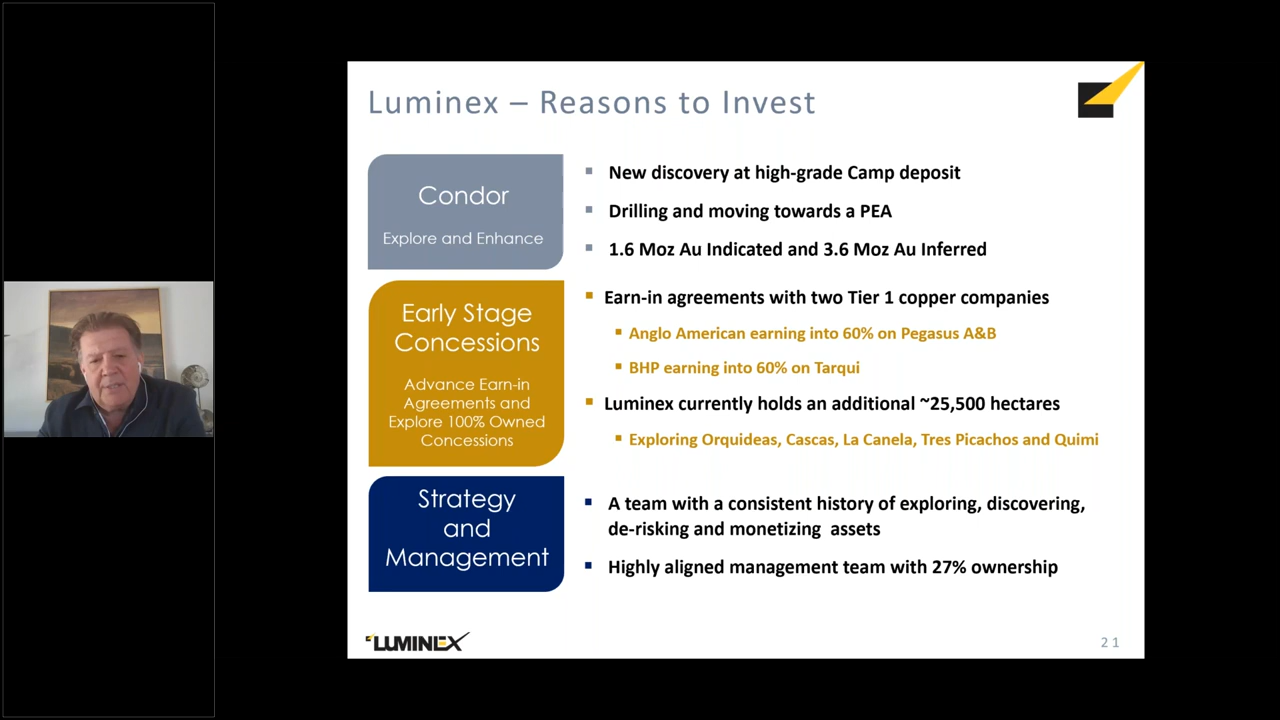 Luminex – Reasons to Invest
Condor
Explore and Enhance
New discovery at high-grade Camp deposit
Drilling and moving towards a PEA
1.6 Moz Au Indicated and 3.6 Moz Au Inferred
Early Stage
Concessions
Advance Earn-in
Agreements and
Explore 100% Owned
Concessions
Earn-in agreements with two Tier 1 copper companies
Anglo American earning into 60% on Pegasus A&B
BHP earning into 60% on Tarqui
Luminex currently holds an additional ~25,500 hectares
Exploring Orquideas, Cascas, La Canela, Tres Picachos and Quimi
Strategy
and
Management
A team with a consistent history of exploring, discovering,
de-risking and monetizing assets
Highly aligned management team with 27% ownership
LUMINEX
21